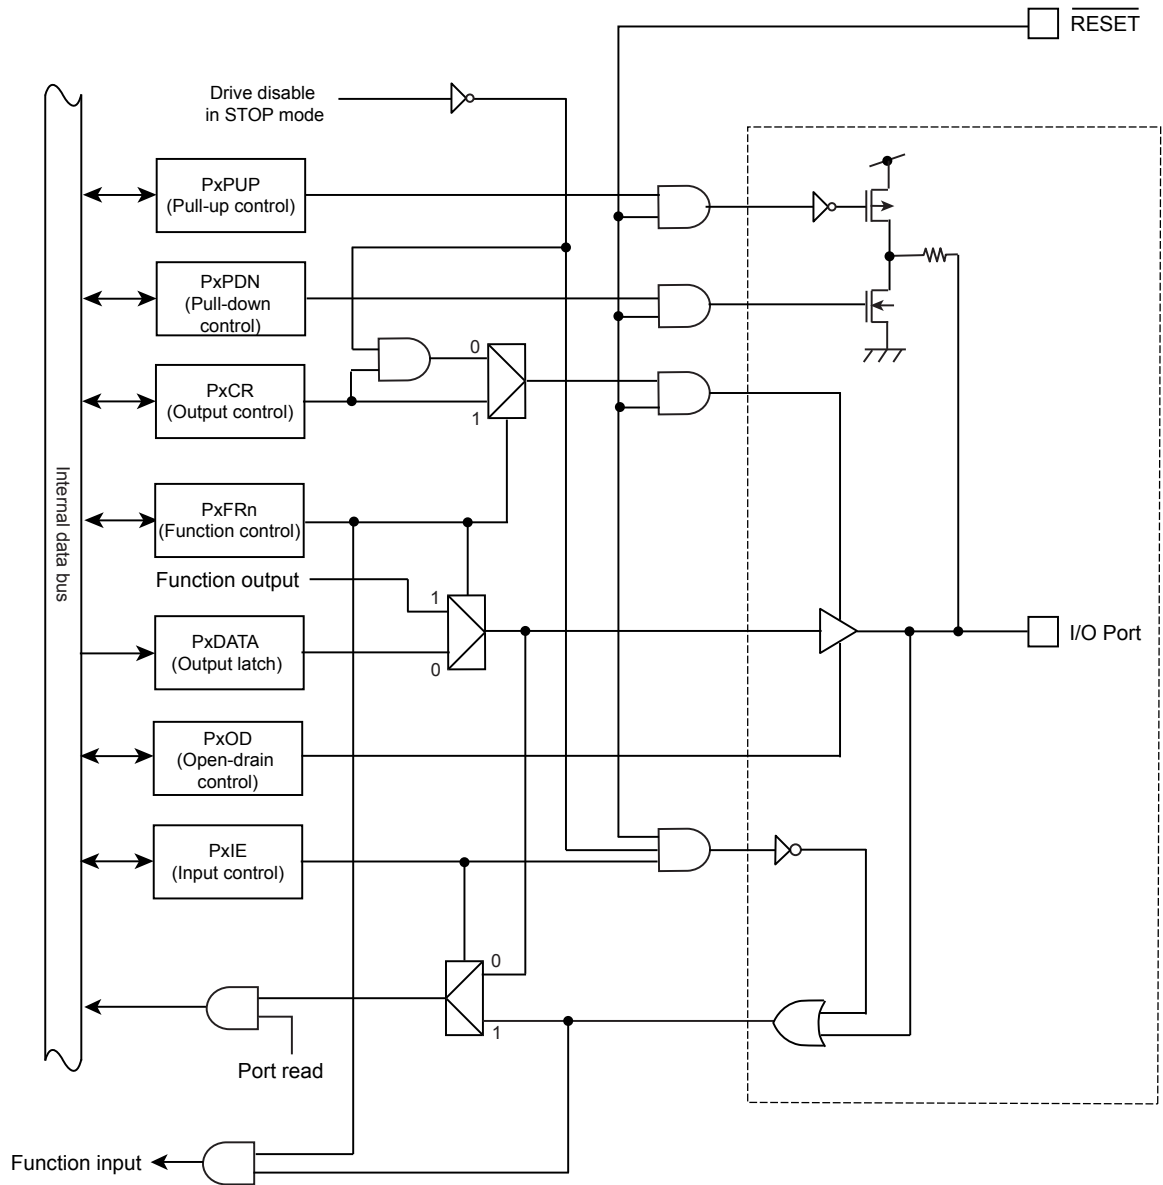 RESET
Drive disable
in STOP mode
PxPUP
(Pull-up control)
PxPDN
(Pull-down
control)
0
PxCR
(Output control)
1
Internal data bus
PxFRn
(Function control)
Function output
1
PxDATA
(Output latch)
0
I/O Port
PxOD
(Open-drain
control)
PxIE
(Input control)
0
1
Port read
Function input